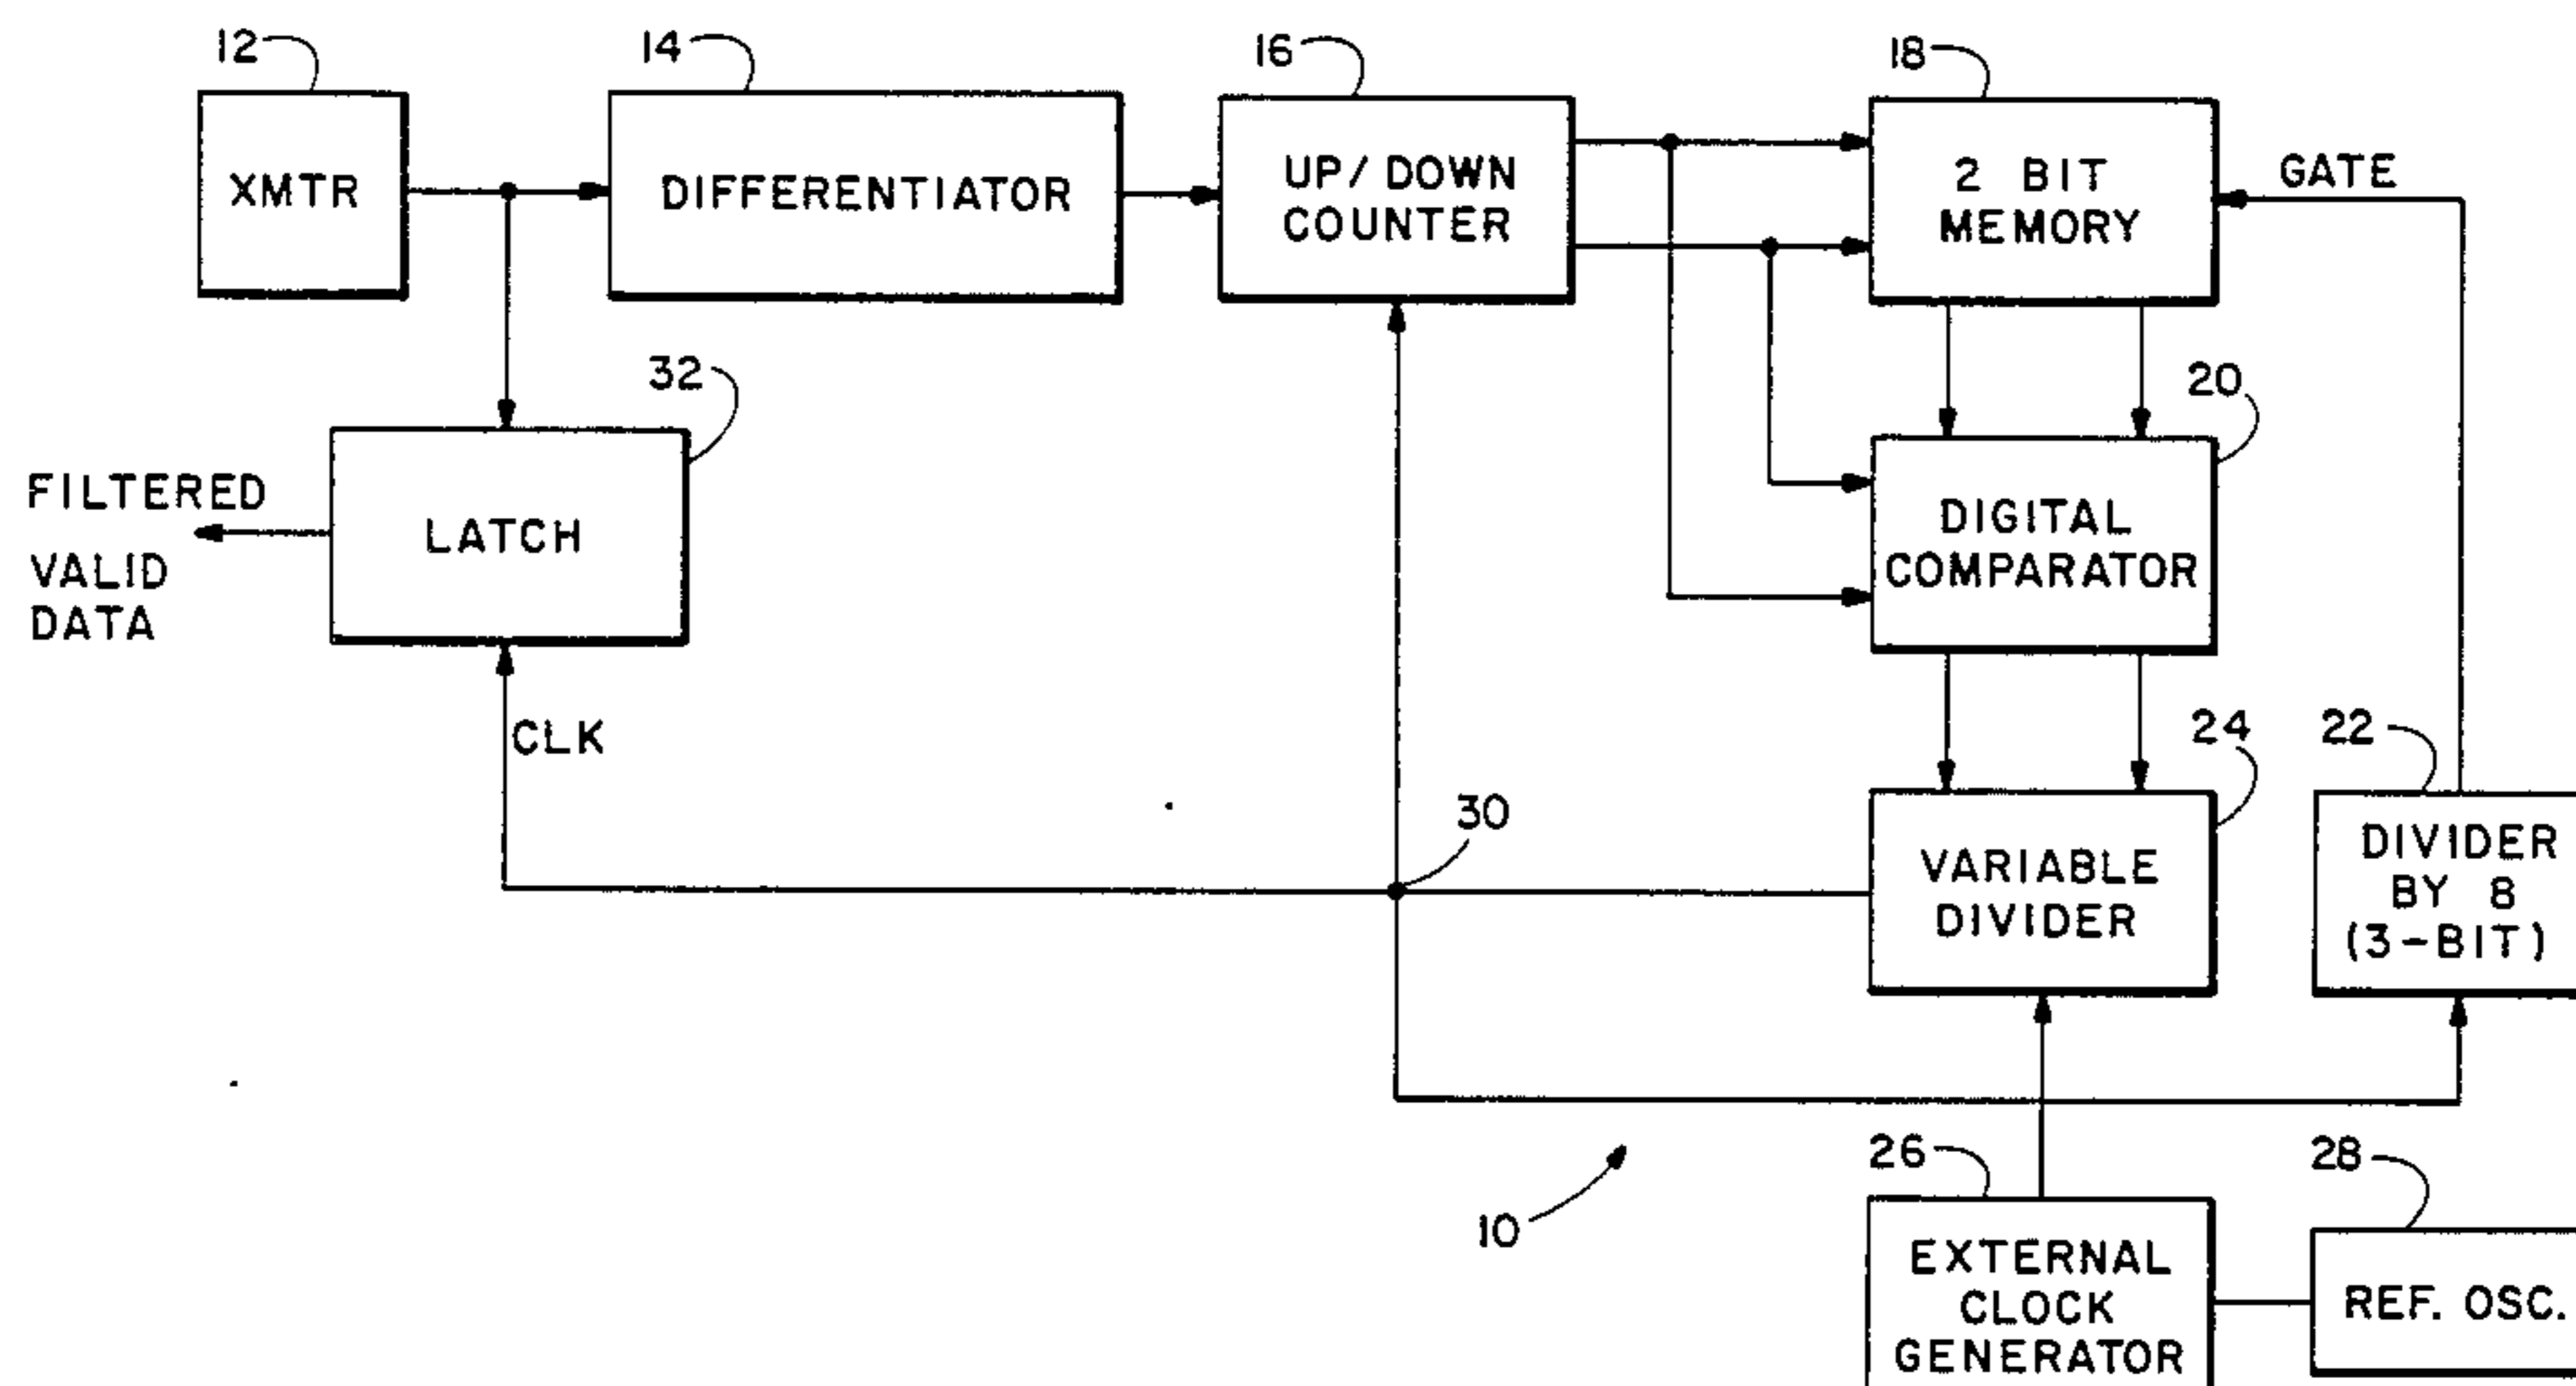 12
14
16
18
XMTR
DIFFERENTIATOR
UP/DOWN
COUNTER
2 BIT
MEMORY
GATE
32
20
FILTERED
VALID
DATA
LATCH
DIGITAL
COMPARATOR
CLK
24
22
30
VARIABLE
DIVIDER
DIVIDER
BY 8
(3-BIT)
10
26
28
EXTERNAL
CLOCK
GENERATOR
REF. OSC.